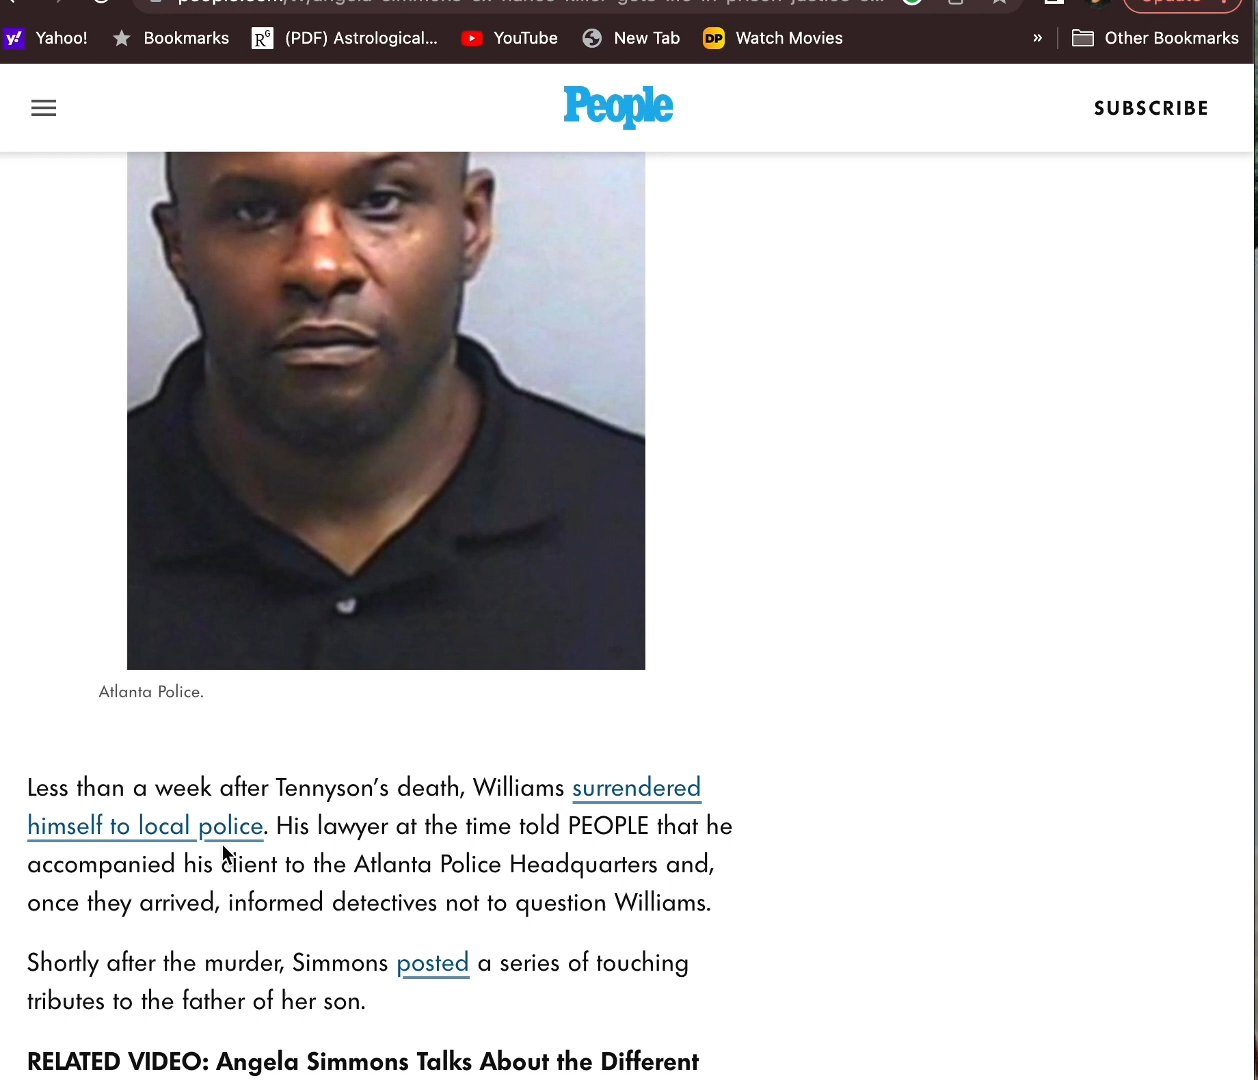 Yahoo! Bookmarks (PDF) Astrological... YouTube New Tab Watch Movies » Other Bookmarks
People SUBSCRIBE
Atlanta Police.
Less than a week after Tennyson’s death, Williams surrendered
himself to local police. His lawyer at the time told PEOPLE that he
accompanied his client to the Atlanta Police Headquarters and,
once they arrived, informed detectives not to question Williams.
Shortly after the murder, Simmons posted a series of touching
tributes to the father of her son.
RELATED VIDEO: Angela Simmons Talks About the Different